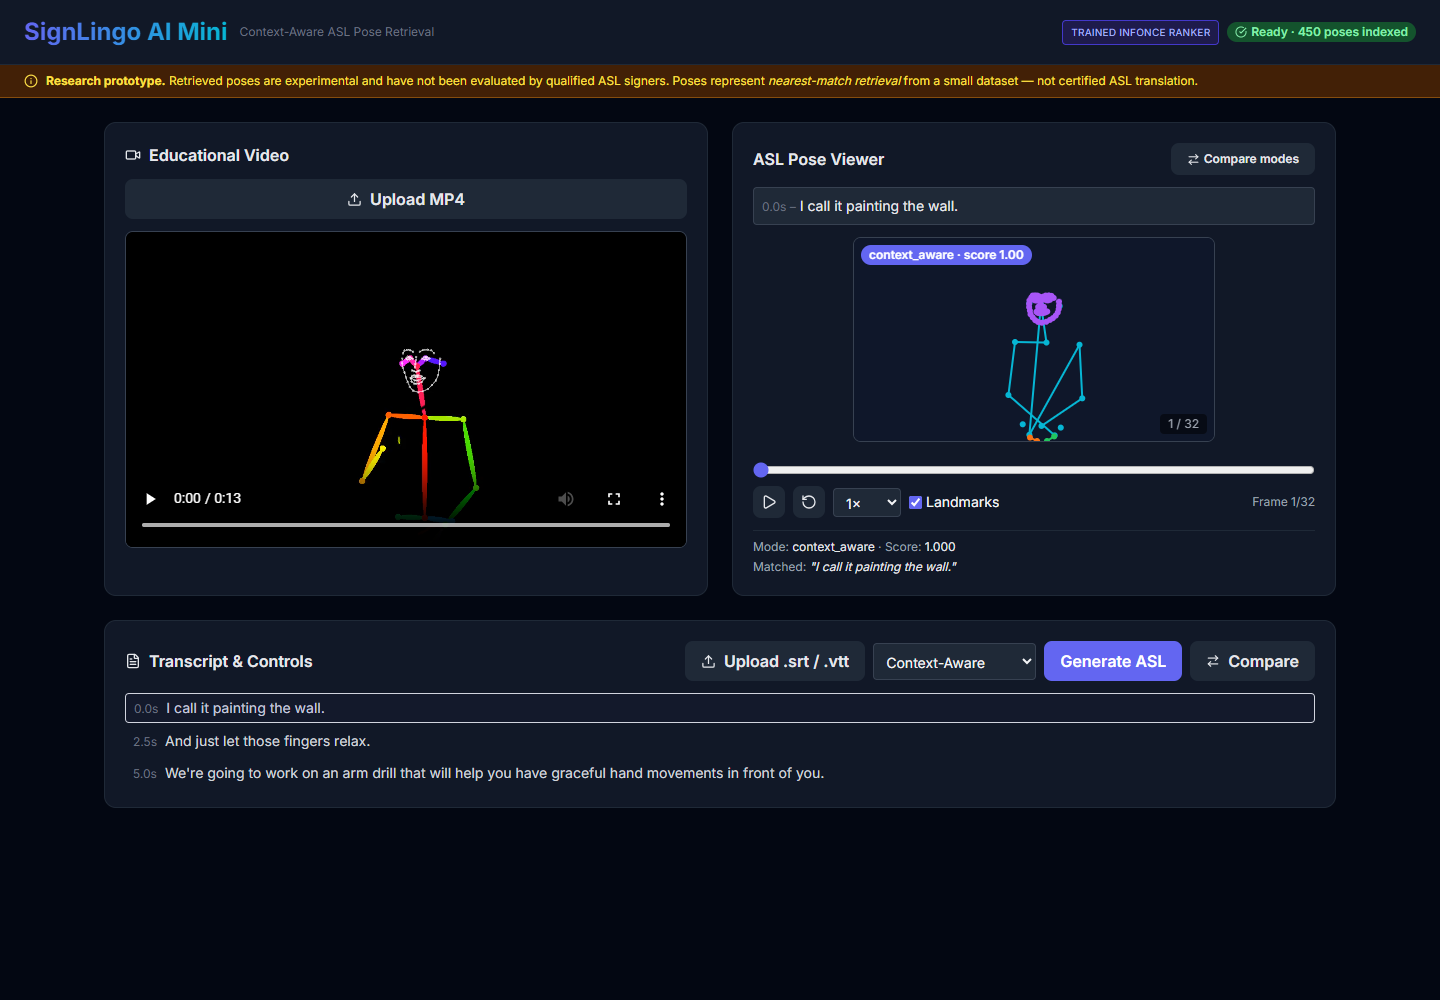 SignLingo AI Mini Context-Aware ASL Pose Retrieval TRAINED INFONCE RANKER Ready · 450 poses indexed
Research prototype. Retrieved poses are experimental and have not been evaluated by qualified ASL signers. Poses represent nearest-match retrieval from a small dataset — not certified ASL translation.
Educational Video
Upload MP4
0:00 / 0:13
ASL Pose Viewer Compare modes
0.0s – I call it painting the wall.
context_aware · score 1.00
1 / 32
1× Landmarks Frame 1/32
Mode: context_aware · Score: 1.000
Matched: "I call it painting the wall."
Transcript & Controls Upload .srt / .vtt Context-Aware Generate ASL Compare
0.0s I call it painting the wall.
2.5s And just let those fingers relax.
5.0s We're going to work on an arm drill that will help you have graceful hand movements in front of you.